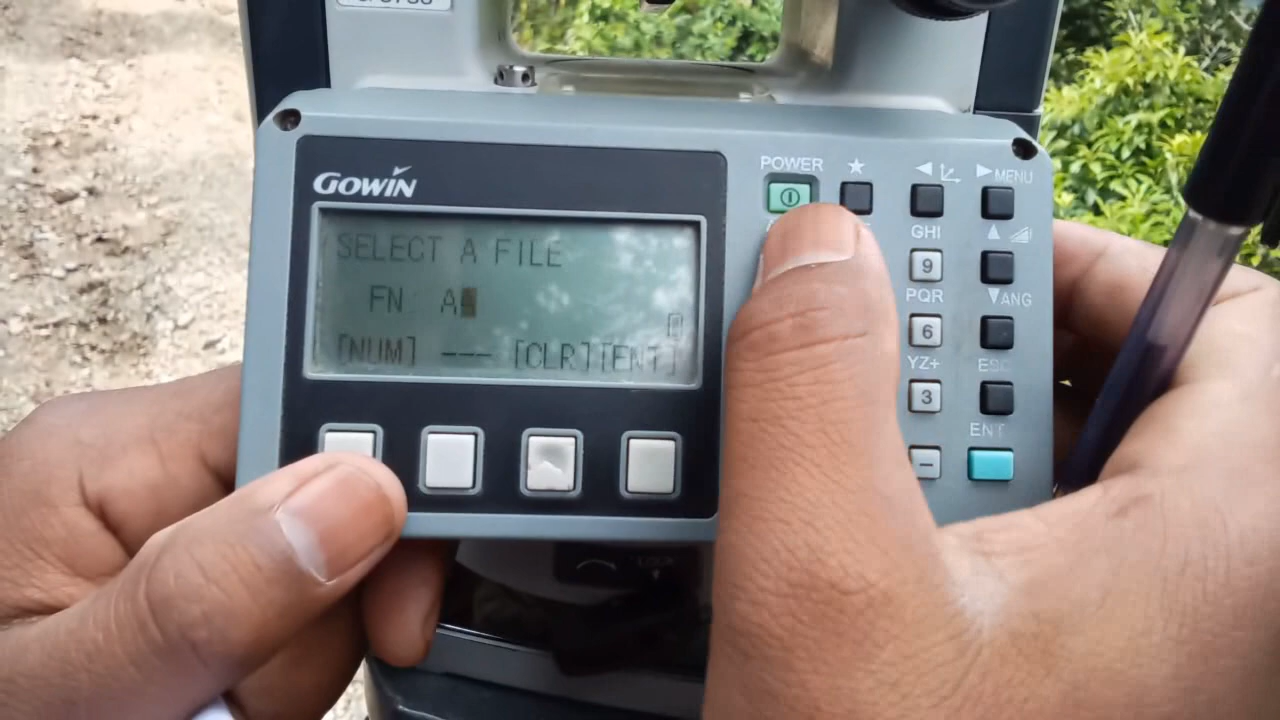 GOWIN
SELECT A FILE
FN: A
[NUM] --- [CLR][ENT]
POWER ★
◀ ▶MENU
GHI ▲
9
PQR ▼ANG
6
YZ+ ESC
3
ENT
−